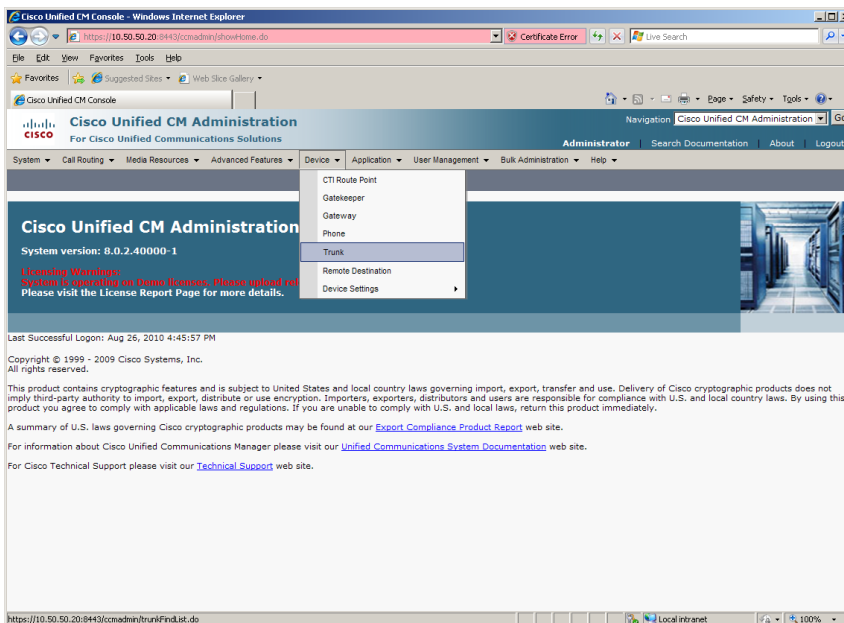 Cisco Unified CM Console - Windows Internet Explorer
https://10.50.50.20:8443/ccmadmin/showHome.do
Certificate Error
Live Search
File Edit View Favorites Tools Help
Favorites Suggested Sites Web Slice Gallery
Cisco Unified CM Console
Page Safety Tools
Cisco Unified CM Administration
Navigation Cisco Unified CM Administration
CISCO
For Cisco Unified Communications Solutions
Administrator | Search Documentation | About | Logout
System Call Routing Media Resources Advanced Features Device Application User Management Bulk Administration Help
CTI Route Point
Gatekeeper
Gateway
Phone
Trunk
Remote Destination
Device Settings
Cisco Unified CM Administration
System version: 8.0.2.40000-1
Licensing Warnings:
System is operating on Demo licenses, Please upload
Please visit the License Report Page for more details.
Last Successful Logon: Aug 26, 2010 4:45:57 PM
Copyright © 1999 - 2009 Cisco Systems, Inc.
All rights reserved.
This product contains cryptographic features and is subject to United States and local country laws governing import, export, transfer and use. Delivery of Cisco cryptographic products does not
imply third-party authority to import, export, distribute or use encryption. Importers, exporters, distributors and users are responsible for compliance with U.S. and local country laws. By using this
product you agree to comply with applicable laws and regulations. If you are unable to comply with U.S. and local laws, return this product immediately.
A summary of U.S. laws governing Cisco cryptographic products may be found at our Export Compliance Product Report web site.
For information about Cisco Unified Communications Manager please visit our Unified Communications System Documentation web site.
For Cisco Technical Support please visit our Technical Support web site.
https://10.50.50.20:8443/ccmadmin/trunkFindList.do
Local intranet
100%